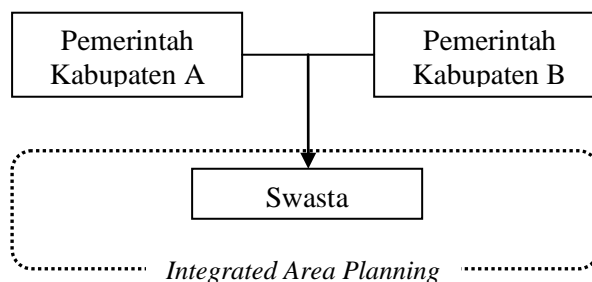 Pemerintah
Kabupaten A
Pemerintah
Kabupaten B
Swasta
Integrated Area Planning